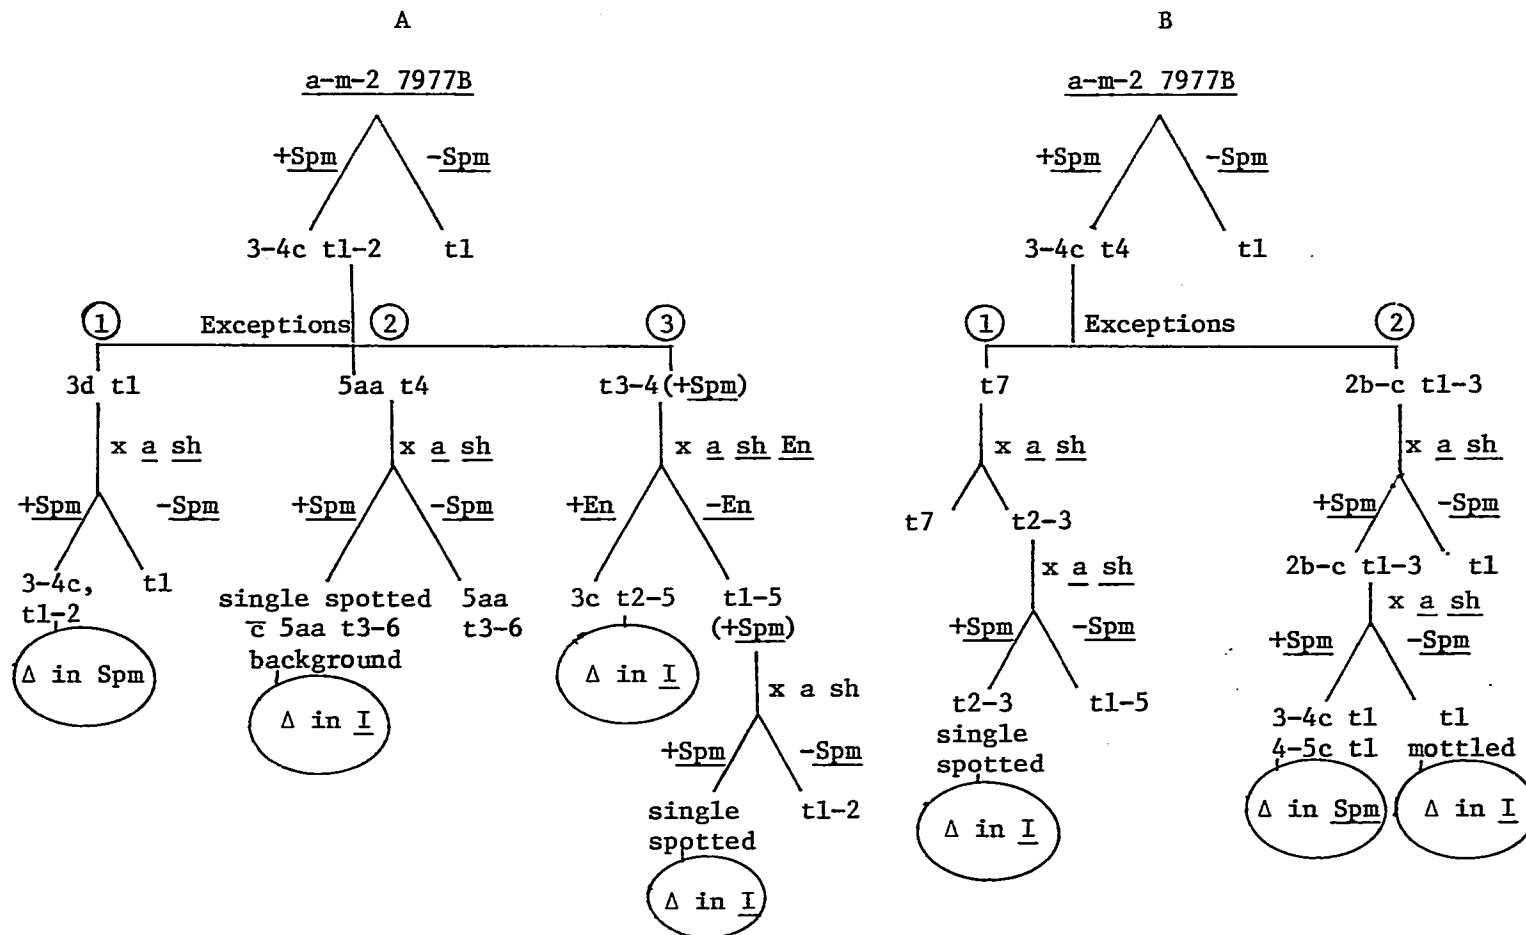 A
a-m-2 7977B
+Spm -Spm
3-4c t1-2 t1
1 Exceptions 2 3
3d t1 5aa t4 t3-4(+Spm)
x a sh x a sh x a sh En
+Spm -Spm +Spm -Spm +En -En
3-4c, t1 single spotted 5aa 3c t2-5 t1-5
t1-2 c̅ 5aa t3-6 t3-6 (+Spm)
background
Δ in Spm Δ in I Δ in I
x a sh
+Spm -Spm
single t1-2
spotted
Δ in I
B
a-m-2 7977B
+Spm -Spm
3-4c t4 t1
1 Exceptions 2
t7 2b-c t1-3
x a sh x a sh
+Spm -Spm
t7 t2-3 2b-c t1-3 t1
x a sh x a sh
+Spm -Spm +Spm -Spm
t2-3 t1-5 3-4c t1 t1
single 4-5c t1 mottled
spotted
Δ in I Δ in Spm Δ in I